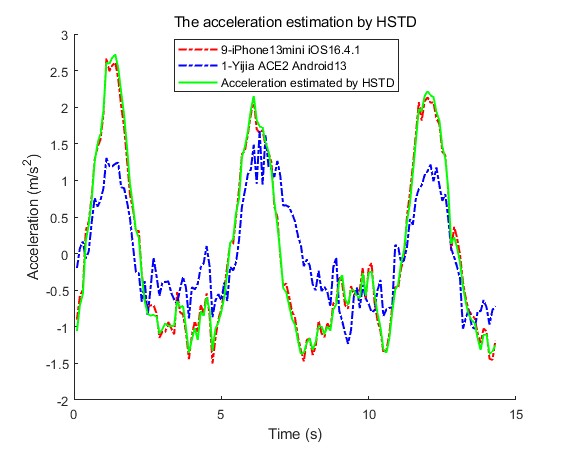 The acceleration estimation by HSTD
9-iPhone13mini iOS16.4.1
1-Yijia ACE2 Android13
Acceleration estimated by HSTD
Acceleration (m/s²)
3
2.5
2
1.5
1
0.5
0
-0.5
-1
-1.5
-2
0
5
10
15
Time (s)